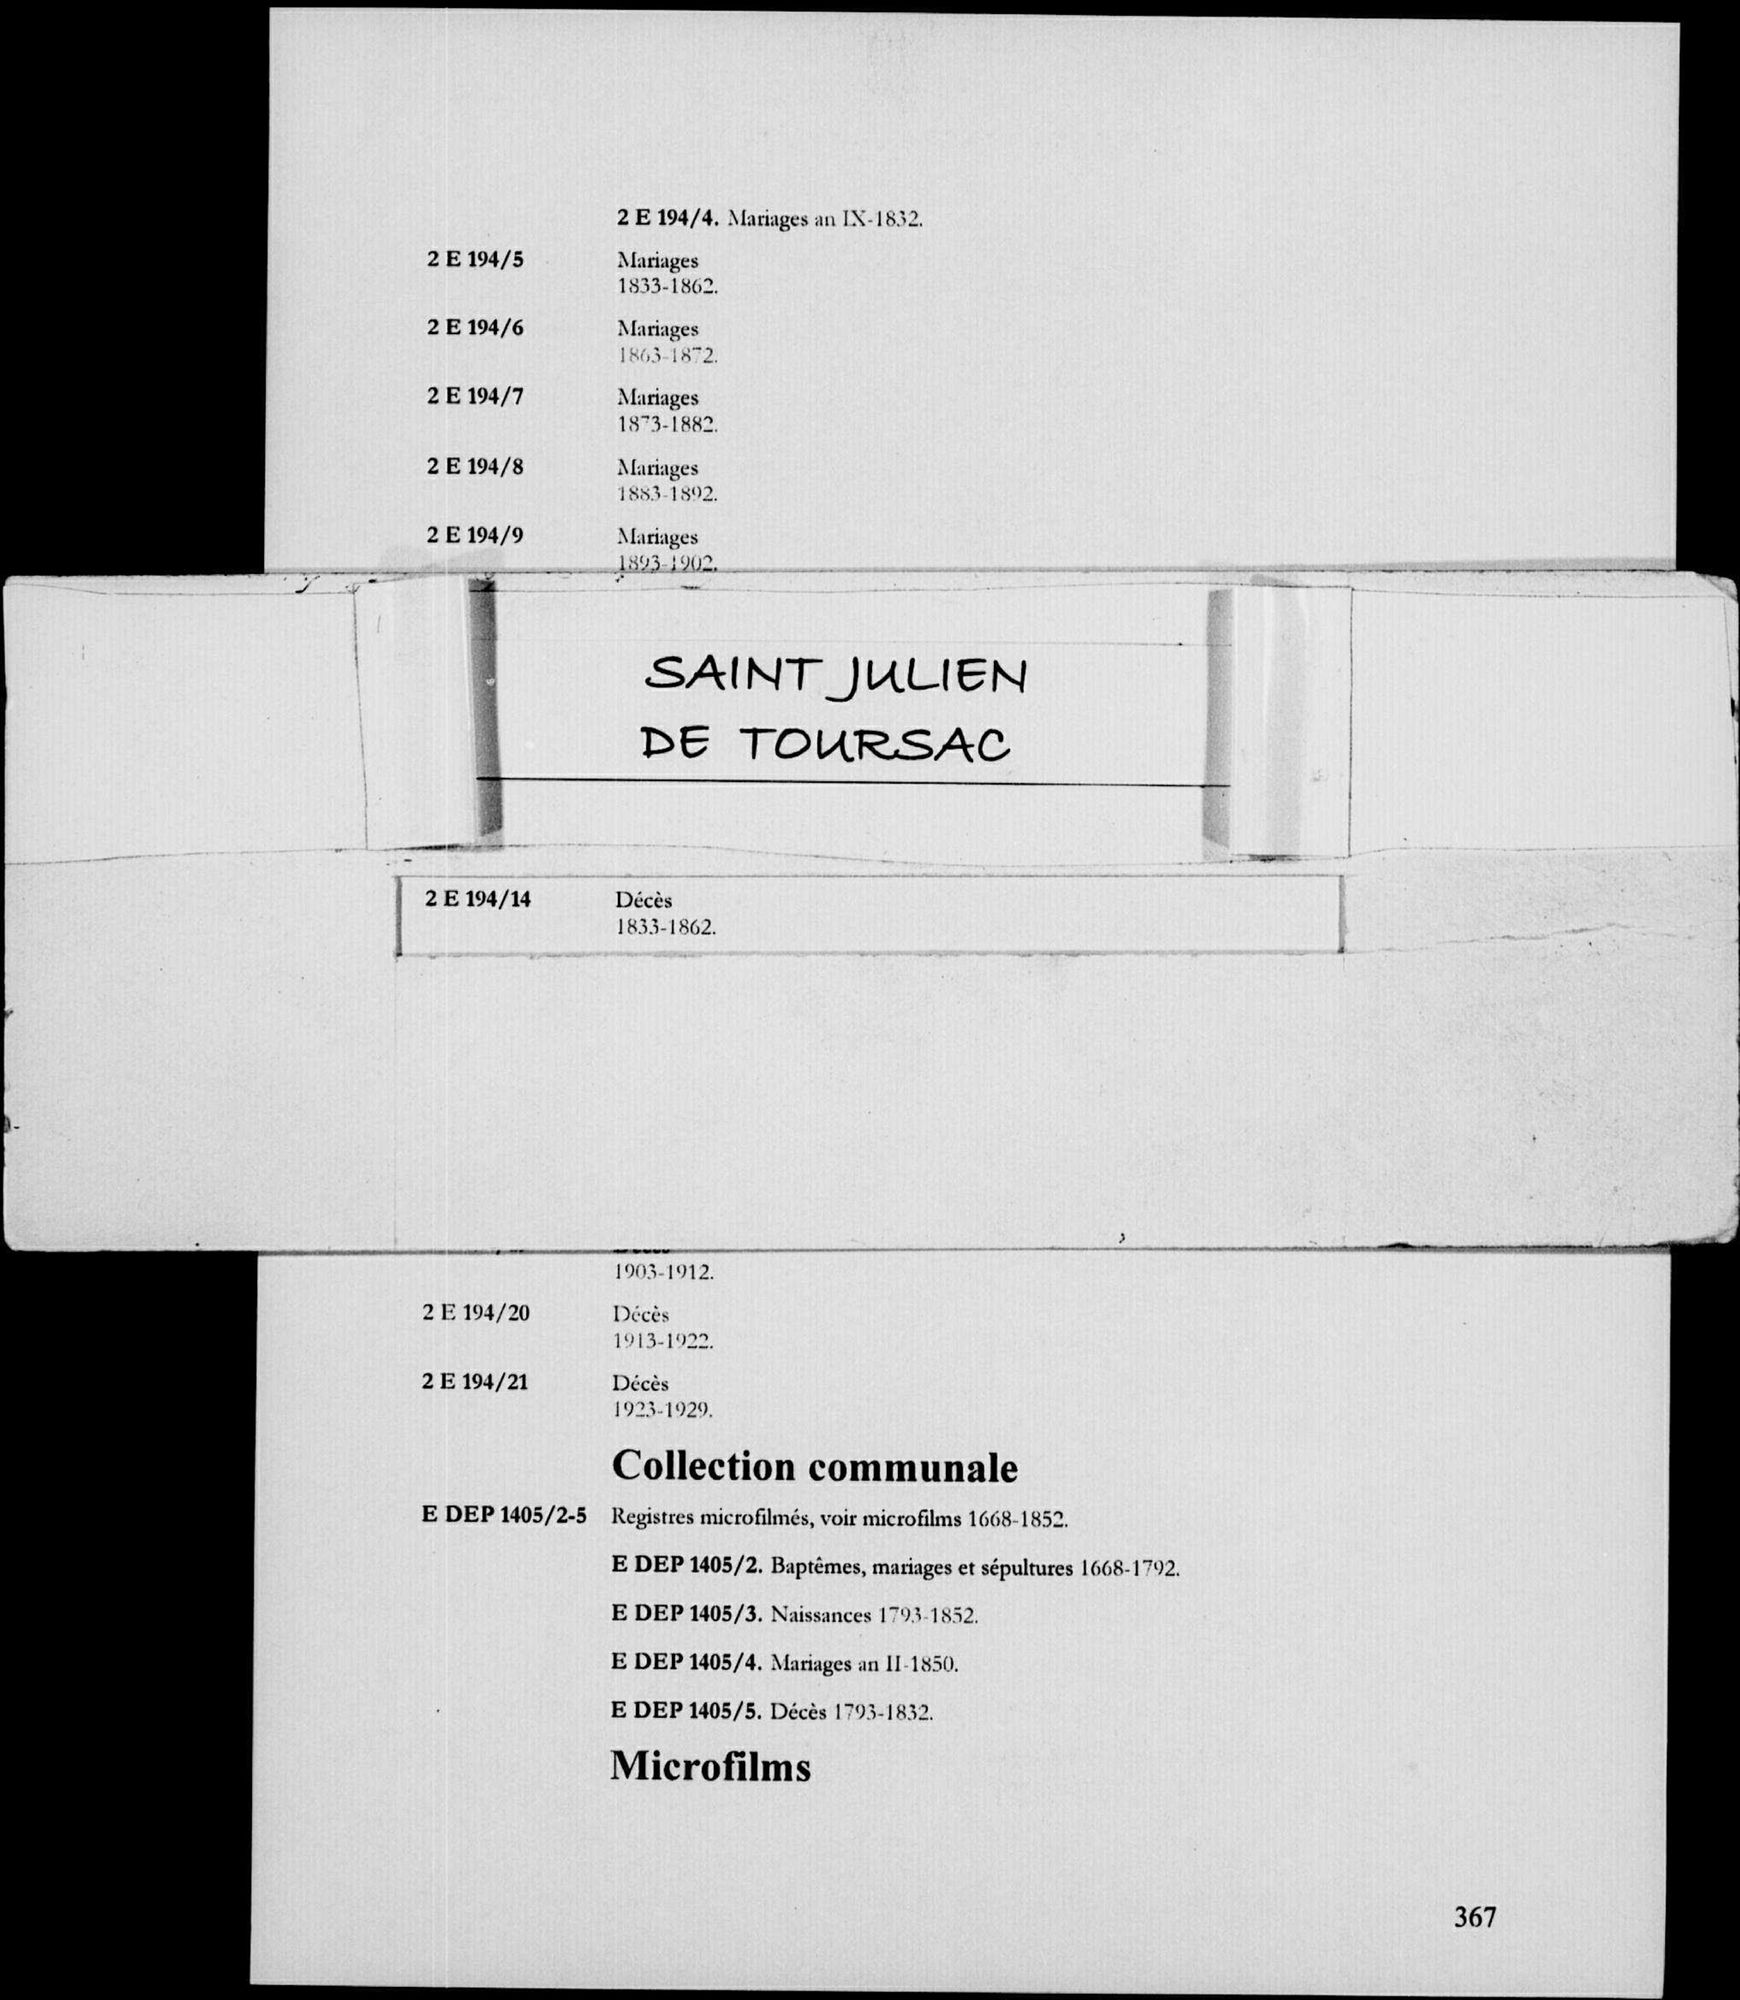 2 E 194/4. Mariages an IX-1832.
2 E 194/5 Mariages
1833-1862.
2 E 194/6 Mariages
1863-1872.
2 E 194/7 Mariages
1873-1882.
2 E 194/8 Mariages
1883-1892.
2 E 194/9 Mariages
1893-1902.
SAINT JULIEN
DE TOURSAC
2 E 194/14 Décès
1833-1862.
1903-1912.
2 E 194/20 Décès
1913-1922.
2 E 194/21 Décès
1923-1929.
Collection communale
E DEP 1405/2-5 Registres microfilmés, voir microfilms 1668-1852.
E DEP 1405/2. Baptêmes, mariages et sépultures 1668-1792.
E DEP 1405/3. Naissances 1793-1852.
E DEP 1405/4. Mariages an II-1850.
E DEP 1405/5. Décès 1793-1832.
Microfilms
367